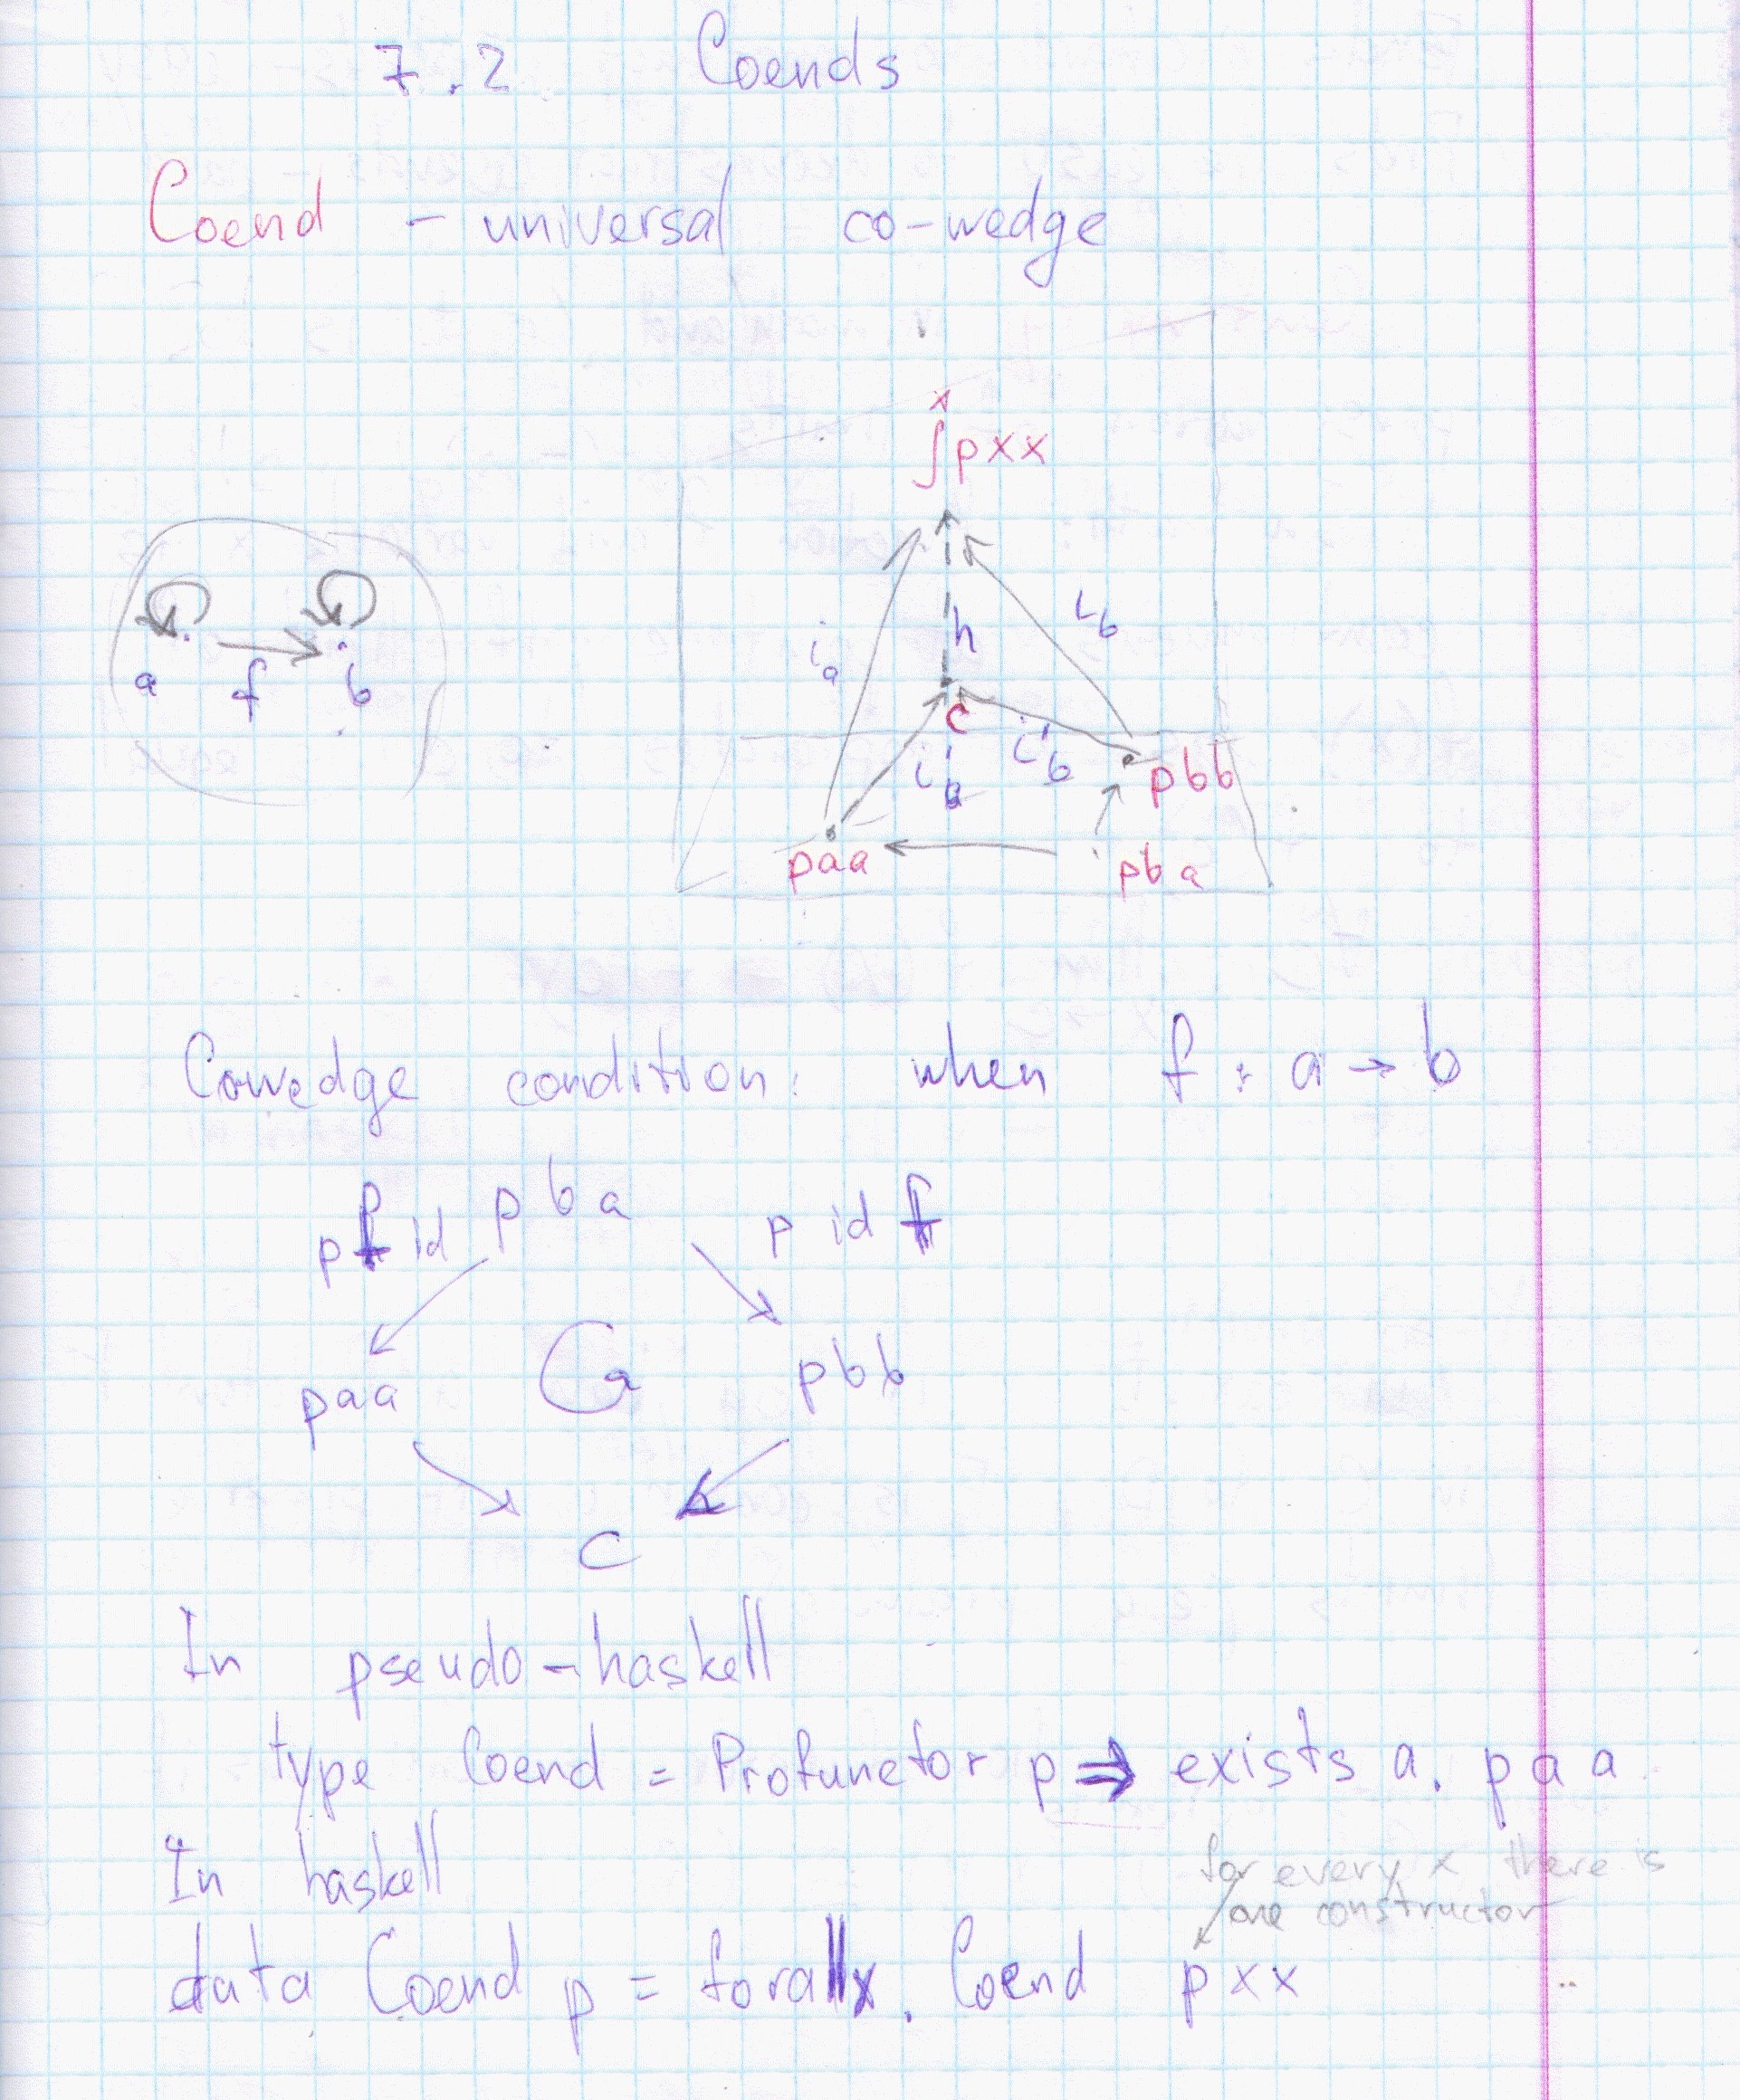 7.2 Coends
Coend - universal co-wedge
x
∫pxx
a f b
i_a h i_b
c
i'_a i'_b
pbb
paa pba
Cowedge condition: when f : a → b
p f id p b a p id f
paa pbb
c
In pseudo-haskell
type Coend = Profunctor p ⇒ exists a. p a a
In haskell
for every x there is
one constructor
data Coend p = forall x. Coend p x x